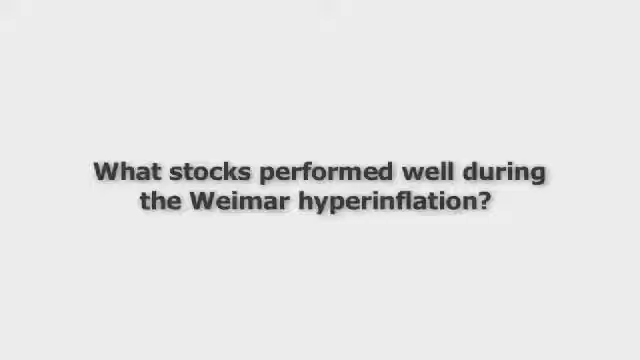 What stocks performed well during
the Weimar hyperinflation?